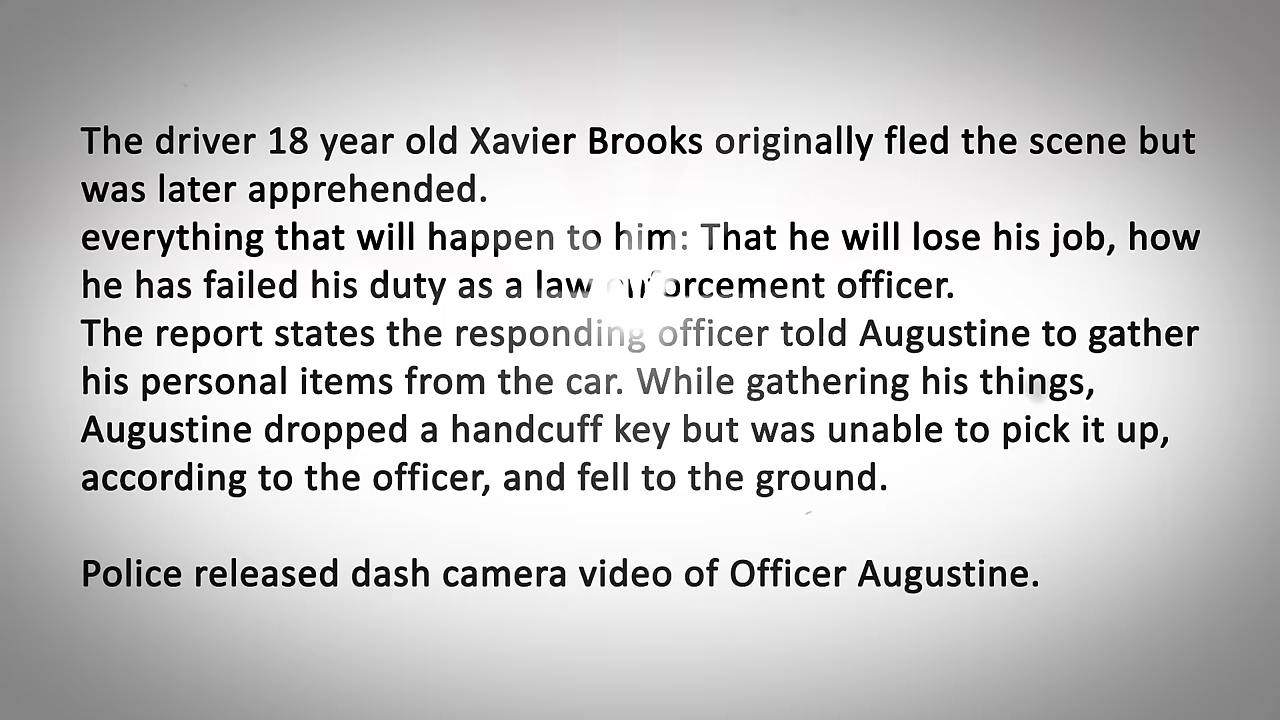 The driver 18 year old Xavier Brooks originally fled the scene but
was later apprehended.
everything that will happen to him: That he will lose his job, how
he has failed his duty as a law enforcement officer.
The report states the responding officer told Augustine to gather
his personal items from the car. While gathering his things,
Augustine dropped a handcuff key but was unable to pick it up,
according to the officer, and fell to the ground.
Police released dash camera video of Officer Augustine.